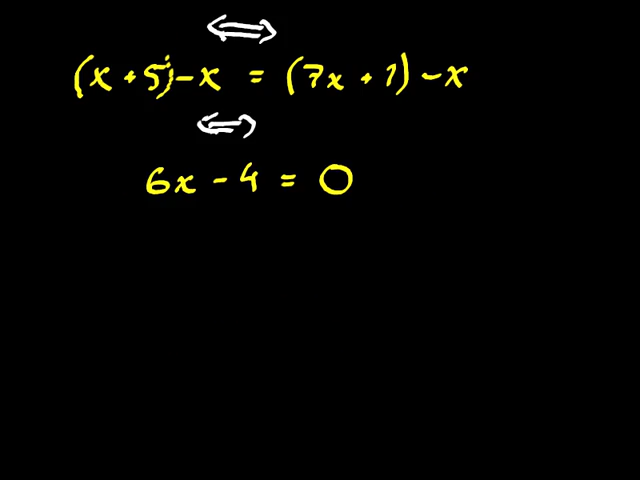 ⇔
(x + 5) - x = (7x + 1) - x
⇔
6x - 4 = 0